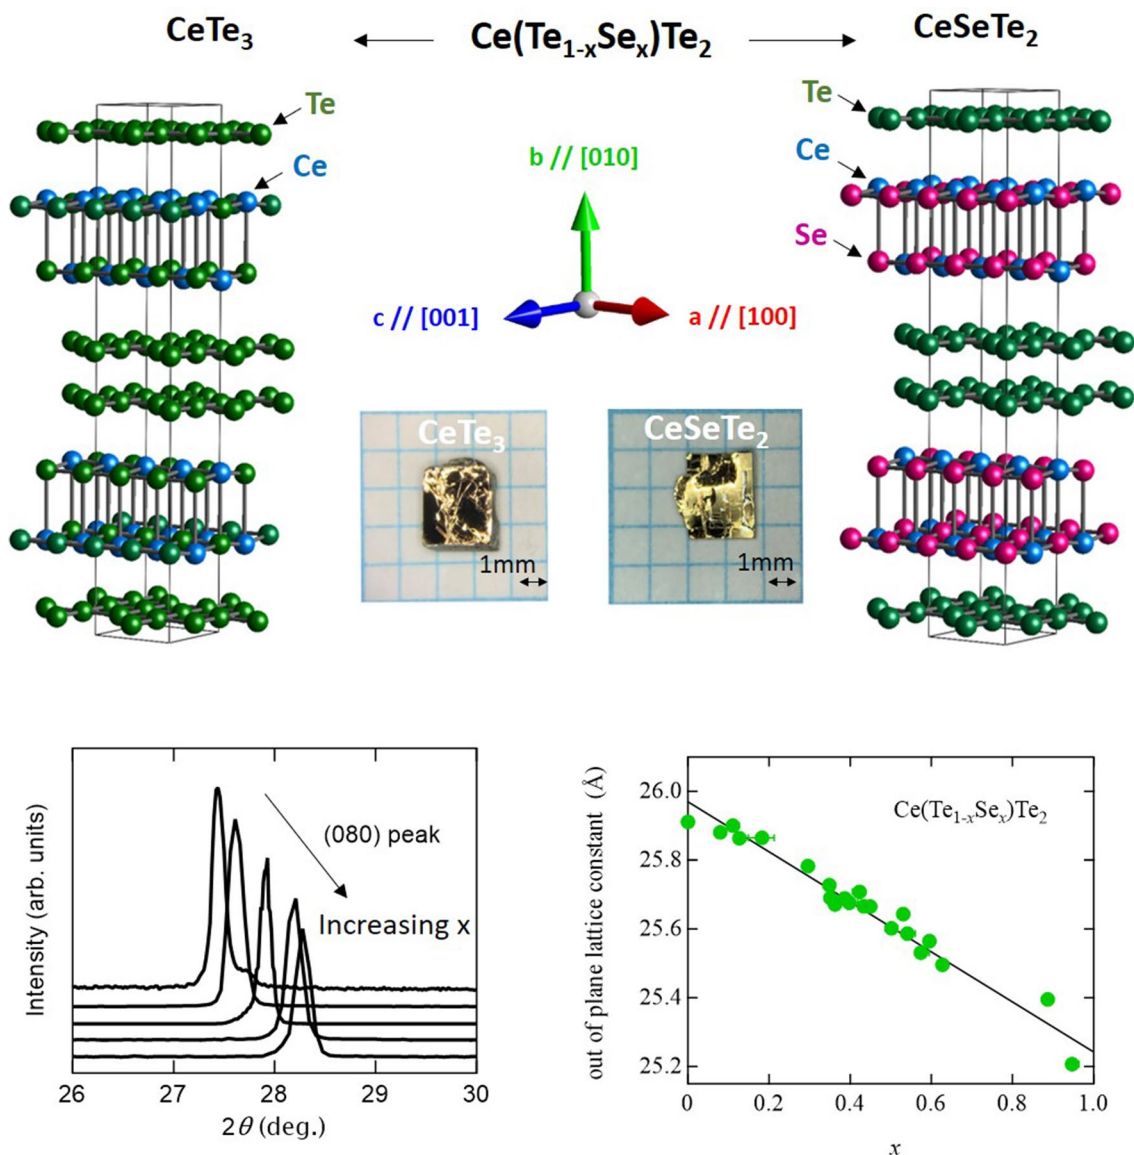 CeTe3
Ce(Te1-xSex)Te2
CeSeTe2
Te
Ce
b // [010]
c // [001]
a // [100]
Te
Ce
Se
CeTe3
1mm
CeSeTe2
1mm
Intensity (arb. units)
(080) peak
Increasing x
26
27
28
29
30
2θ (deg.)
out of plane lattice constant (Å)
Ce(Te1-xSex)Te2
26.0
25.8
25.6
25.4
25.2
0
0.2
0.4
0.6
0.8
1.0
x